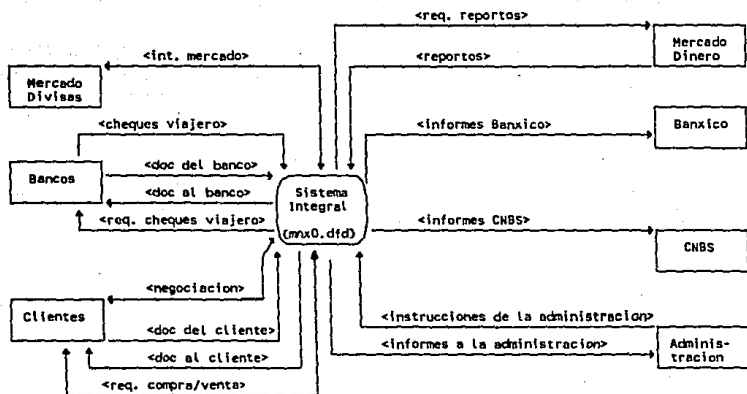 <req. reportos>
<int. mercado>
<reportos>
Mercado
Dinero
Mercado
Divisas
<cheques viajero>
<informes Banxico>
Banxico
<doc del banco>
Bancos
<doc al banco>
Sistema
Integral
<req. cheques viajero>
(mnx0.dfd)
<informes CNBS>
CNBS
<negociacion>
Clientes
<instrucciones de la administracion>
<doc del cliente>
<informes a la administracion>
Adminis-
tracion
<doc al cliente>
<req. compra/venta>